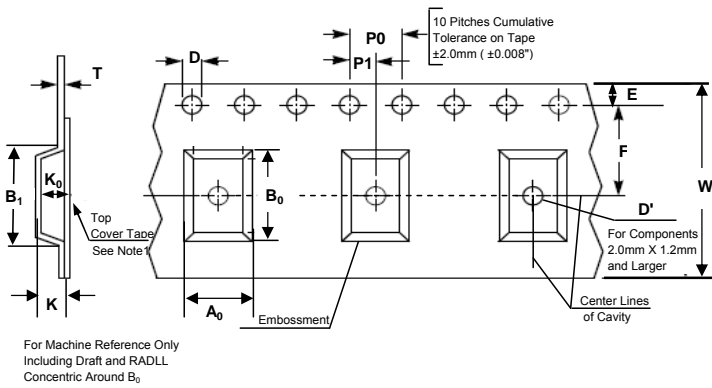 10 Pitches Cumulative
Tolerance on Tape
±2.0mm ( ±0.008")
P0
P1
D
T
E
F
W
B1
K0
B0
Top
Cover Tape
See Note1
D'
For Components
2.0mm X 1.2mm
and Larger
K
A0
Embossment
Center Lines
of Cavity
For Machine Reference Only
Including Draft and RADLL
Concentric Around B0